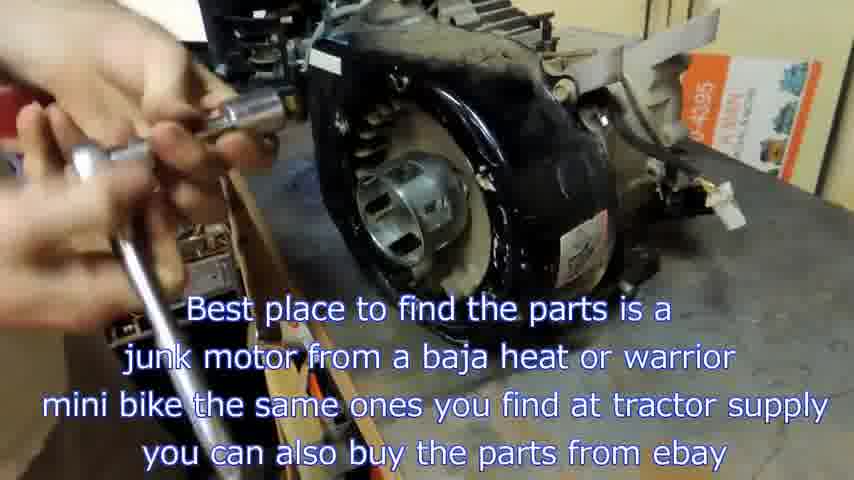 Best place to find the parts is a
junk motor from a baja heat or warrior
mini bike the same ones you find at tractor supply
you can also buy the parts from ebay